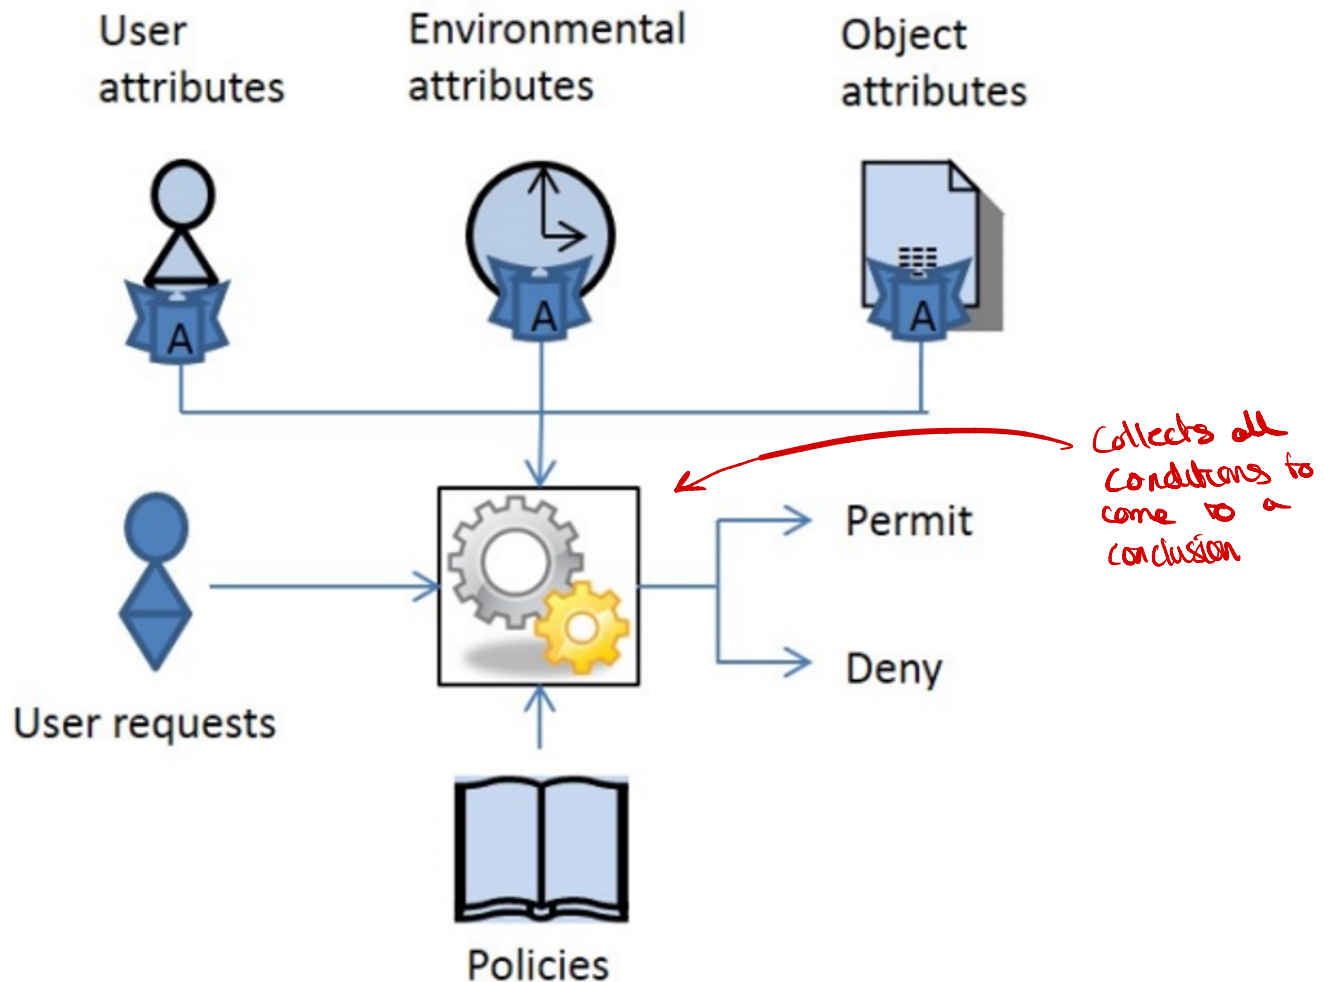 User
attributes
Environmental
attributes
Object
attributes
A
A
A
Collects all
conditions to
come to a
conclusion
Permit
Deny
User requests
Policies